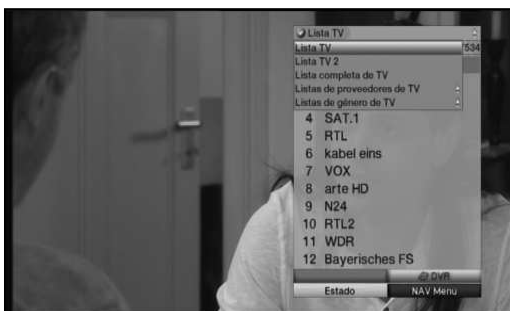 Lista TV
Lista TV
534
Lista TV 2
Lista completa de TV
Listas de proveedores de TV
Listas de género de TV
4 SAT.1
5 RTL
6 kabel eins
7 VOX
8 arte HD
9 N24
10 RTL2
11 WDR
12 Bayerisches FS
DVR
Estado
NAV Menu